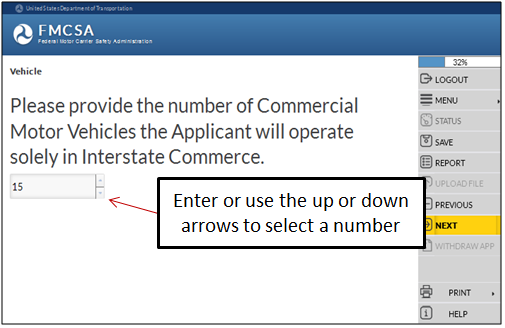 United States Department of Transportation
FMCSA
Federal Motor Carrier Safety Administration
Vehicle
Please provide the number of Commercial
Motor Vehicles the Applicant will operate
solely in Interstate Commerce.
15
Enter or use the up or down
arrows to select a number
32%
LOGOUT
MENU
STATUS
SAVE
REPORT
UPLOAD FILE
PREVIOUS
NEXT
WITHDRAW APP
PRINT
HELP